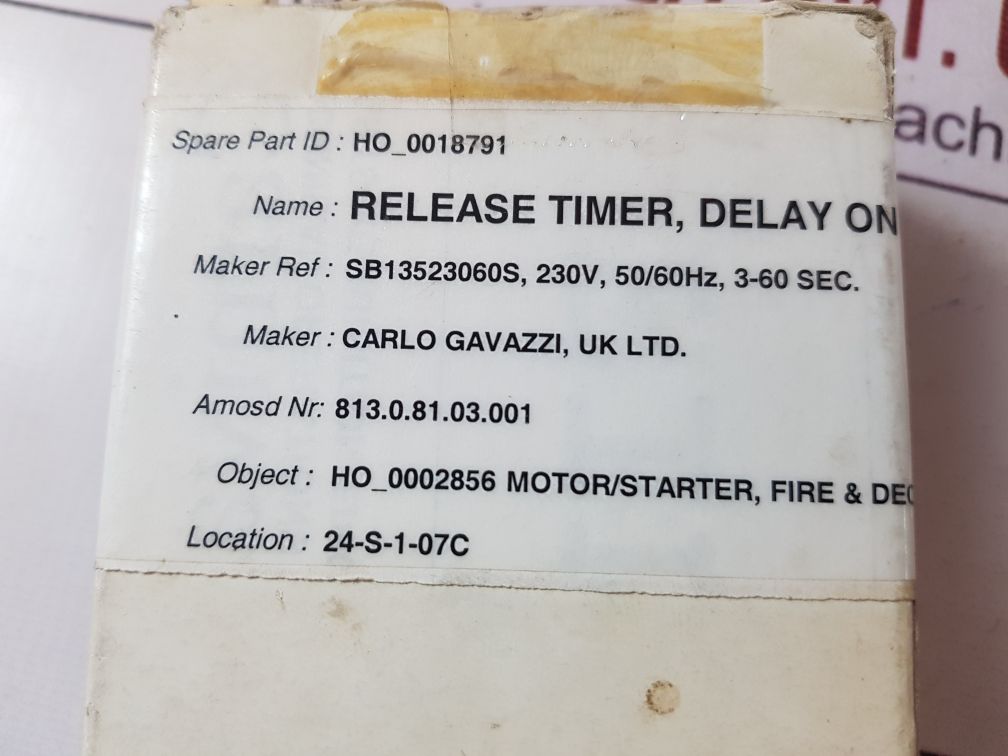 Spare Part ID : HO_0018791
Name : RELEASE TIMER, DELAY ON
Maker Ref : SB13523060S, 230V, 50/60Hz, 3-60 SEC.
Maker : CARLO GAVAZZI, UK LTD.
Amosd Nr: 813.0.81.03.001
Object : HO_0002856 MOTOR/STARTER, FIRE & DEC
Location : 24-S-1-07C
ach